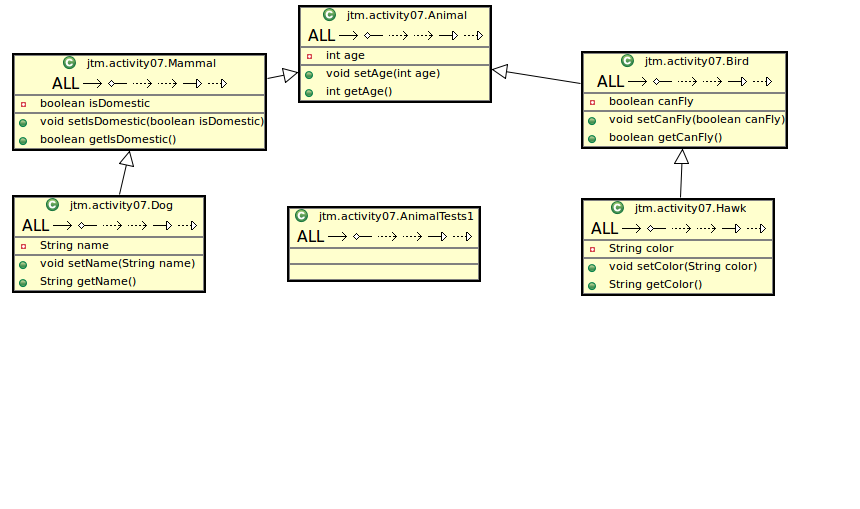 C jtm.activity07.Animal
ALL
int age
void setAge(int age)
int getAge()
C jtm.activity07.Mammal
ALL
boolean isDomestic
void setIsDomestic(boolean isDomestic)
boolean getIsDomestic()
C jtm.activity07.Bird
ALL
boolean canFly
void setCanFly(boolean canFly)
boolean getCanFly()
C jtm.activity07.Dog
ALL
String name
void setName(String name)
String getName()
C jtm.activity07.AnimalTests1
ALL
C jtm.activity07.Hawk
ALL
String color
void setColor(String color)
String getColor()